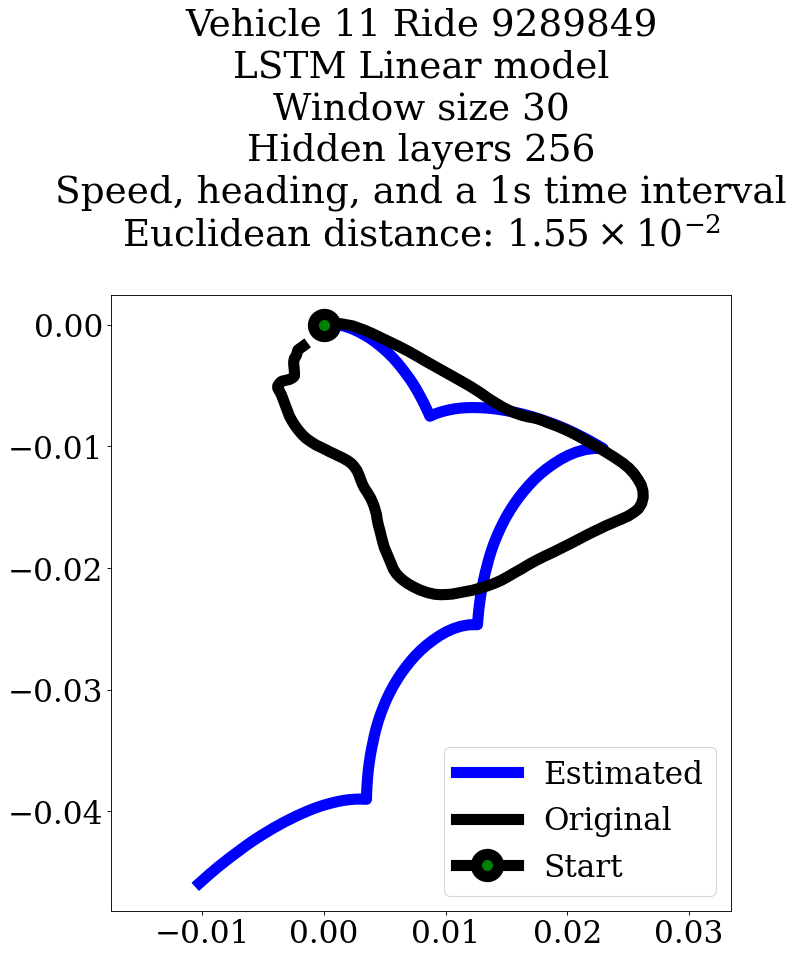 Vehicle 11 Ride 9289849
LSTM Linear model
Window size 30
Hidden layers 256
Speed, heading, and a 1s time interval
Euclidean distance: 1.55 × 10⁻²
0.00
−0.01
−0.02
−0.03
−0.04
Estimated
Original
Start
−0.01 0.00 0.01 0.02 0.03